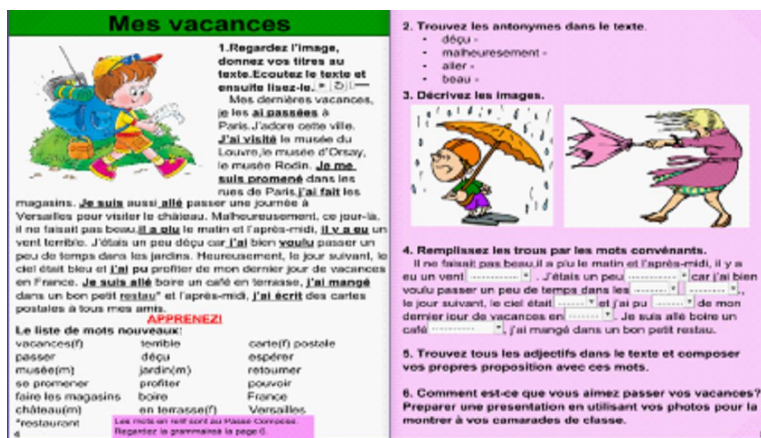 Mes vacances
1.Regardez l'image,
donnez vos titres au
texte.Ecoutez le texte et
ensuite lisez-le.
Mes dernières vacances,
je les ai passées à
Paris.J'adore cette ville.
J'ai visité le musée du
Louvre,le musée d'Orsay,
le musée Rodin. Je me
suis promené dans les
rues de Paris,j'ai fait les
magasins. Je suis aussi allé passer une journée à
Versailles pour visiter le château. Malheureusement, ce jour-là,
il ne faisait pas beau,il a plu le matin et l'après-midi, il y a eu un
vent terrible. J'étais un peu déçu car j'ai bien voulu passer un
peu de temps dans les jardins. Heureusement, le jour suivant, le
ciel était bleu et j'ai pu profiter de mon dernier jour de vacances
en France. Je suis allé boire un café en terrasse, j'ai mangé
dans un bon petit restau* et l'après-midi, j'ai écrit des cartes
postales à tous mes amis.
APPRENEZ!
Le liste de mots nouveaux:
vacances(f) terrible carte(f) postale
passer déçu espérer
musée(m) jardin(m) retourner
se promener profiter pouvoir
faire les magasins boire France
château(m) en terrasse(f) Versailles
*restaurant
Les mots en relif sont au Passé Composé.
Regardez la grammaire à la page 6.
2. Trouvez les antonymes dans le texte.
- déçu -
- malheuresement -
- aller -
- beau -
3. Décrivez les images.
4. Remplissez les trous par les mots convénants.
Il ne faisait pas beau,il a plu le matin et l'après-midi, il y a
eu un vent . J'étais un peu car j'ai bien
voulu passer un peu de temps dans les ,
le jour suivant, le ciel était et j'ai pu de mon
dernier jour de vacances en . Je suis allé boire un
café , j'ai mangé dans un bon petit restau.
5. Trouvez tous les adjectifs dans le texte et composer
vos propres proposition avec ces mots.
6. Comment est-ce que vous aimez passer vos vacances?
Preparer une presentation en utilisant vos photos pour la
montrer à vos camarades de classe.